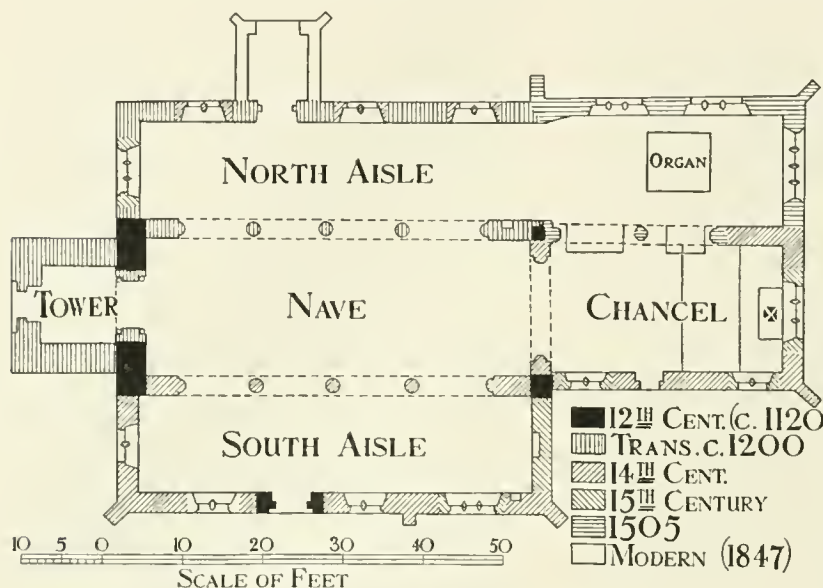 NORTH AISLE
ORGAN
TOWER
NAVE
CHANCEL
SOUTH AISLE
12TH CENT. (C. 1120
TRANS. C. 1200
14TH CENT.
15TH CENTURY
1505
MODERN (1847)
10 5 0 10 20 30 40 50
SCALE OF FEET